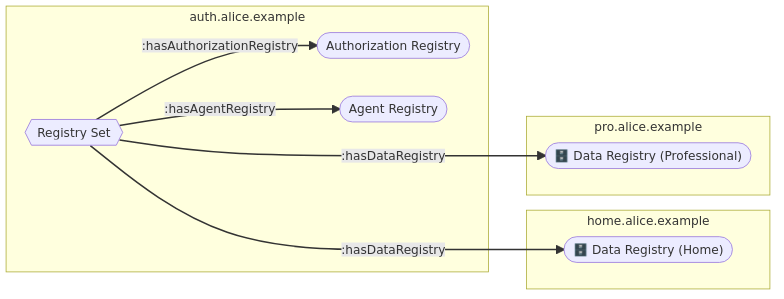 auth.alice.example
:hasAuthorizationRegistry
Authorization Registry
:hasAgentRegistry
Agent Registry
Registry Set
:hasDataRegistry
pro.alice.example
🗄️ Data Registry (Professional)
:hasDataRegistry
home.alice.example
🗄️ Data Registry (Home)